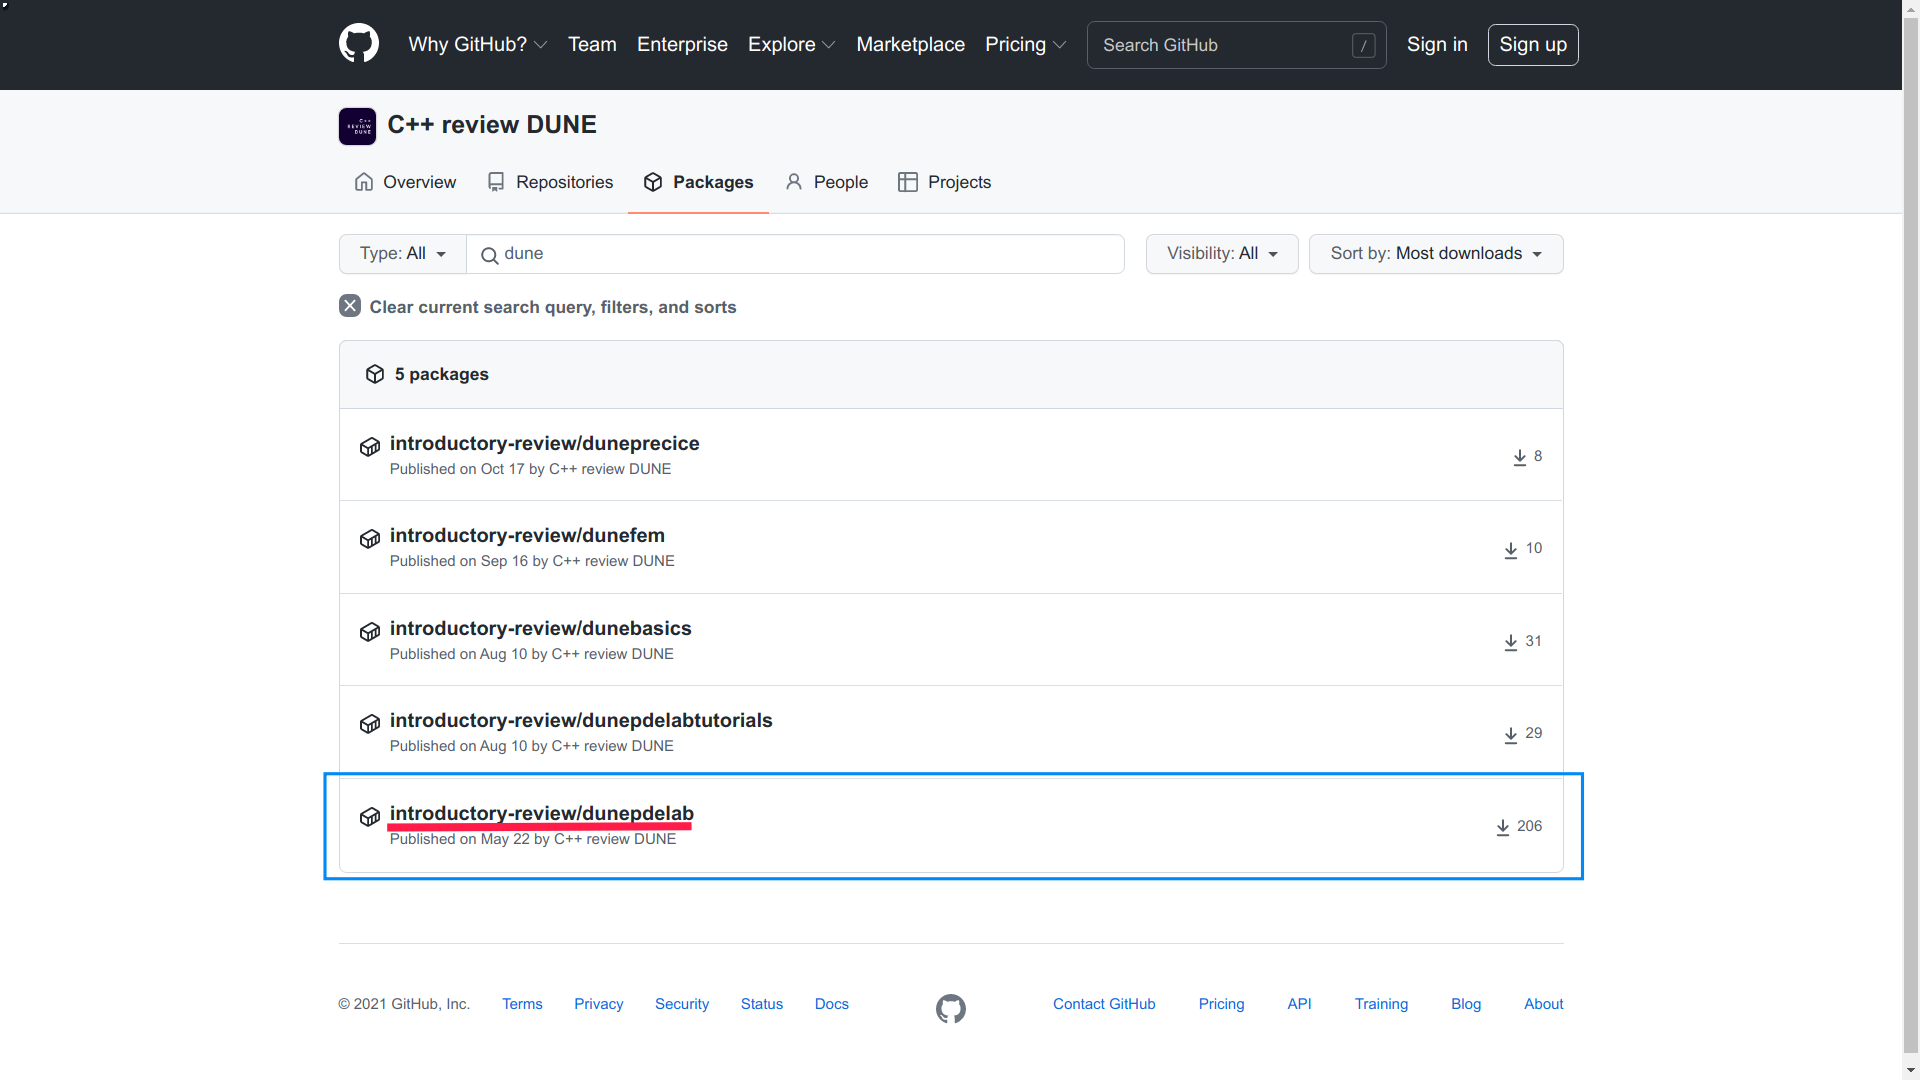 Why GitHub? Team Enterprise Explore Marketplace Pricing Search GitHub / Sign in Sign up
C++ REVIEW DUNE
C++ review DUNE
Overview Repositories Packages People Projects
Type: All dune Visibility: All Sort by: Most downloads
Clear current search query, filters, and sorts
5 packages
introductory-review/duneprecice
Published on Oct 17 by C++ review DUNE
8
introductory-review/dunefem
Published on Sep 16 by C++ review DUNE
10
introductory-review/dunebasics
Published on Aug 10 by C++ review DUNE
31
introductory-review/dunepdelabtutorials
Published on Aug 10 by C++ review DUNE
29
introductory-review/dunepdelab
Published on May 22 by C++ review DUNE
206
© 2021 GitHub, Inc. Terms Privacy Security Status Docs Contact GitHub Pricing API Training Blog About